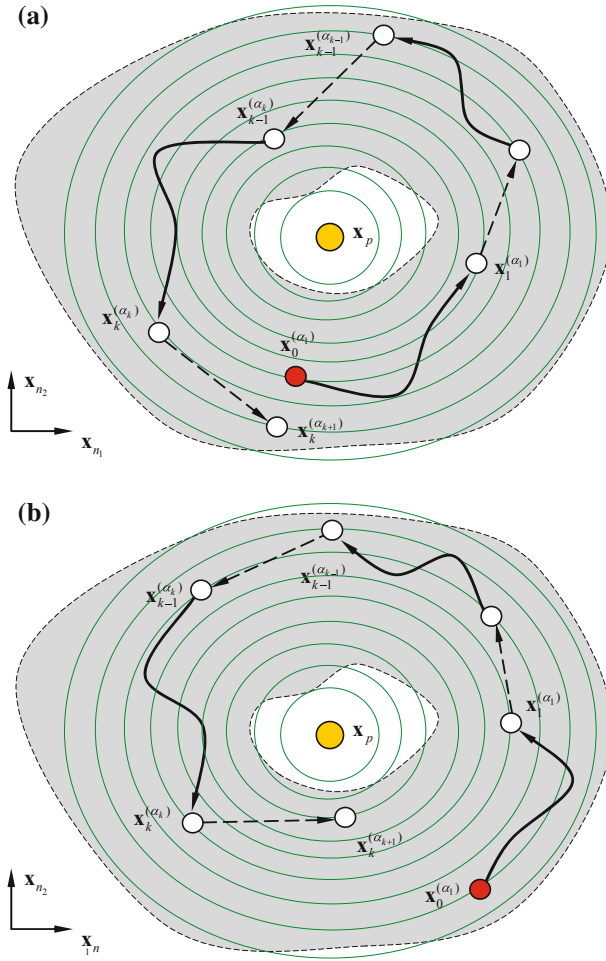 (a)
x_{k-1}^{(α_{k-1})}
x_{k-1}^{(α_k)}
x_p
x_1^{(α_1)}
x_k^{(α_k)}
x_0^{(α_1)}
x_{n_2}
x_k^{(α_{k+1})}
x_{n_1}
(b)
x_{k-1}^{(α_{k-1})}
x_{k-1}^{(α_k)}
x_1^{(α_1)}
x_p
x_k^{(α_k)}
x_k^{(α_{k+1})}
x_{n_2}
x_0^{(α_1)}
x_{1 n}